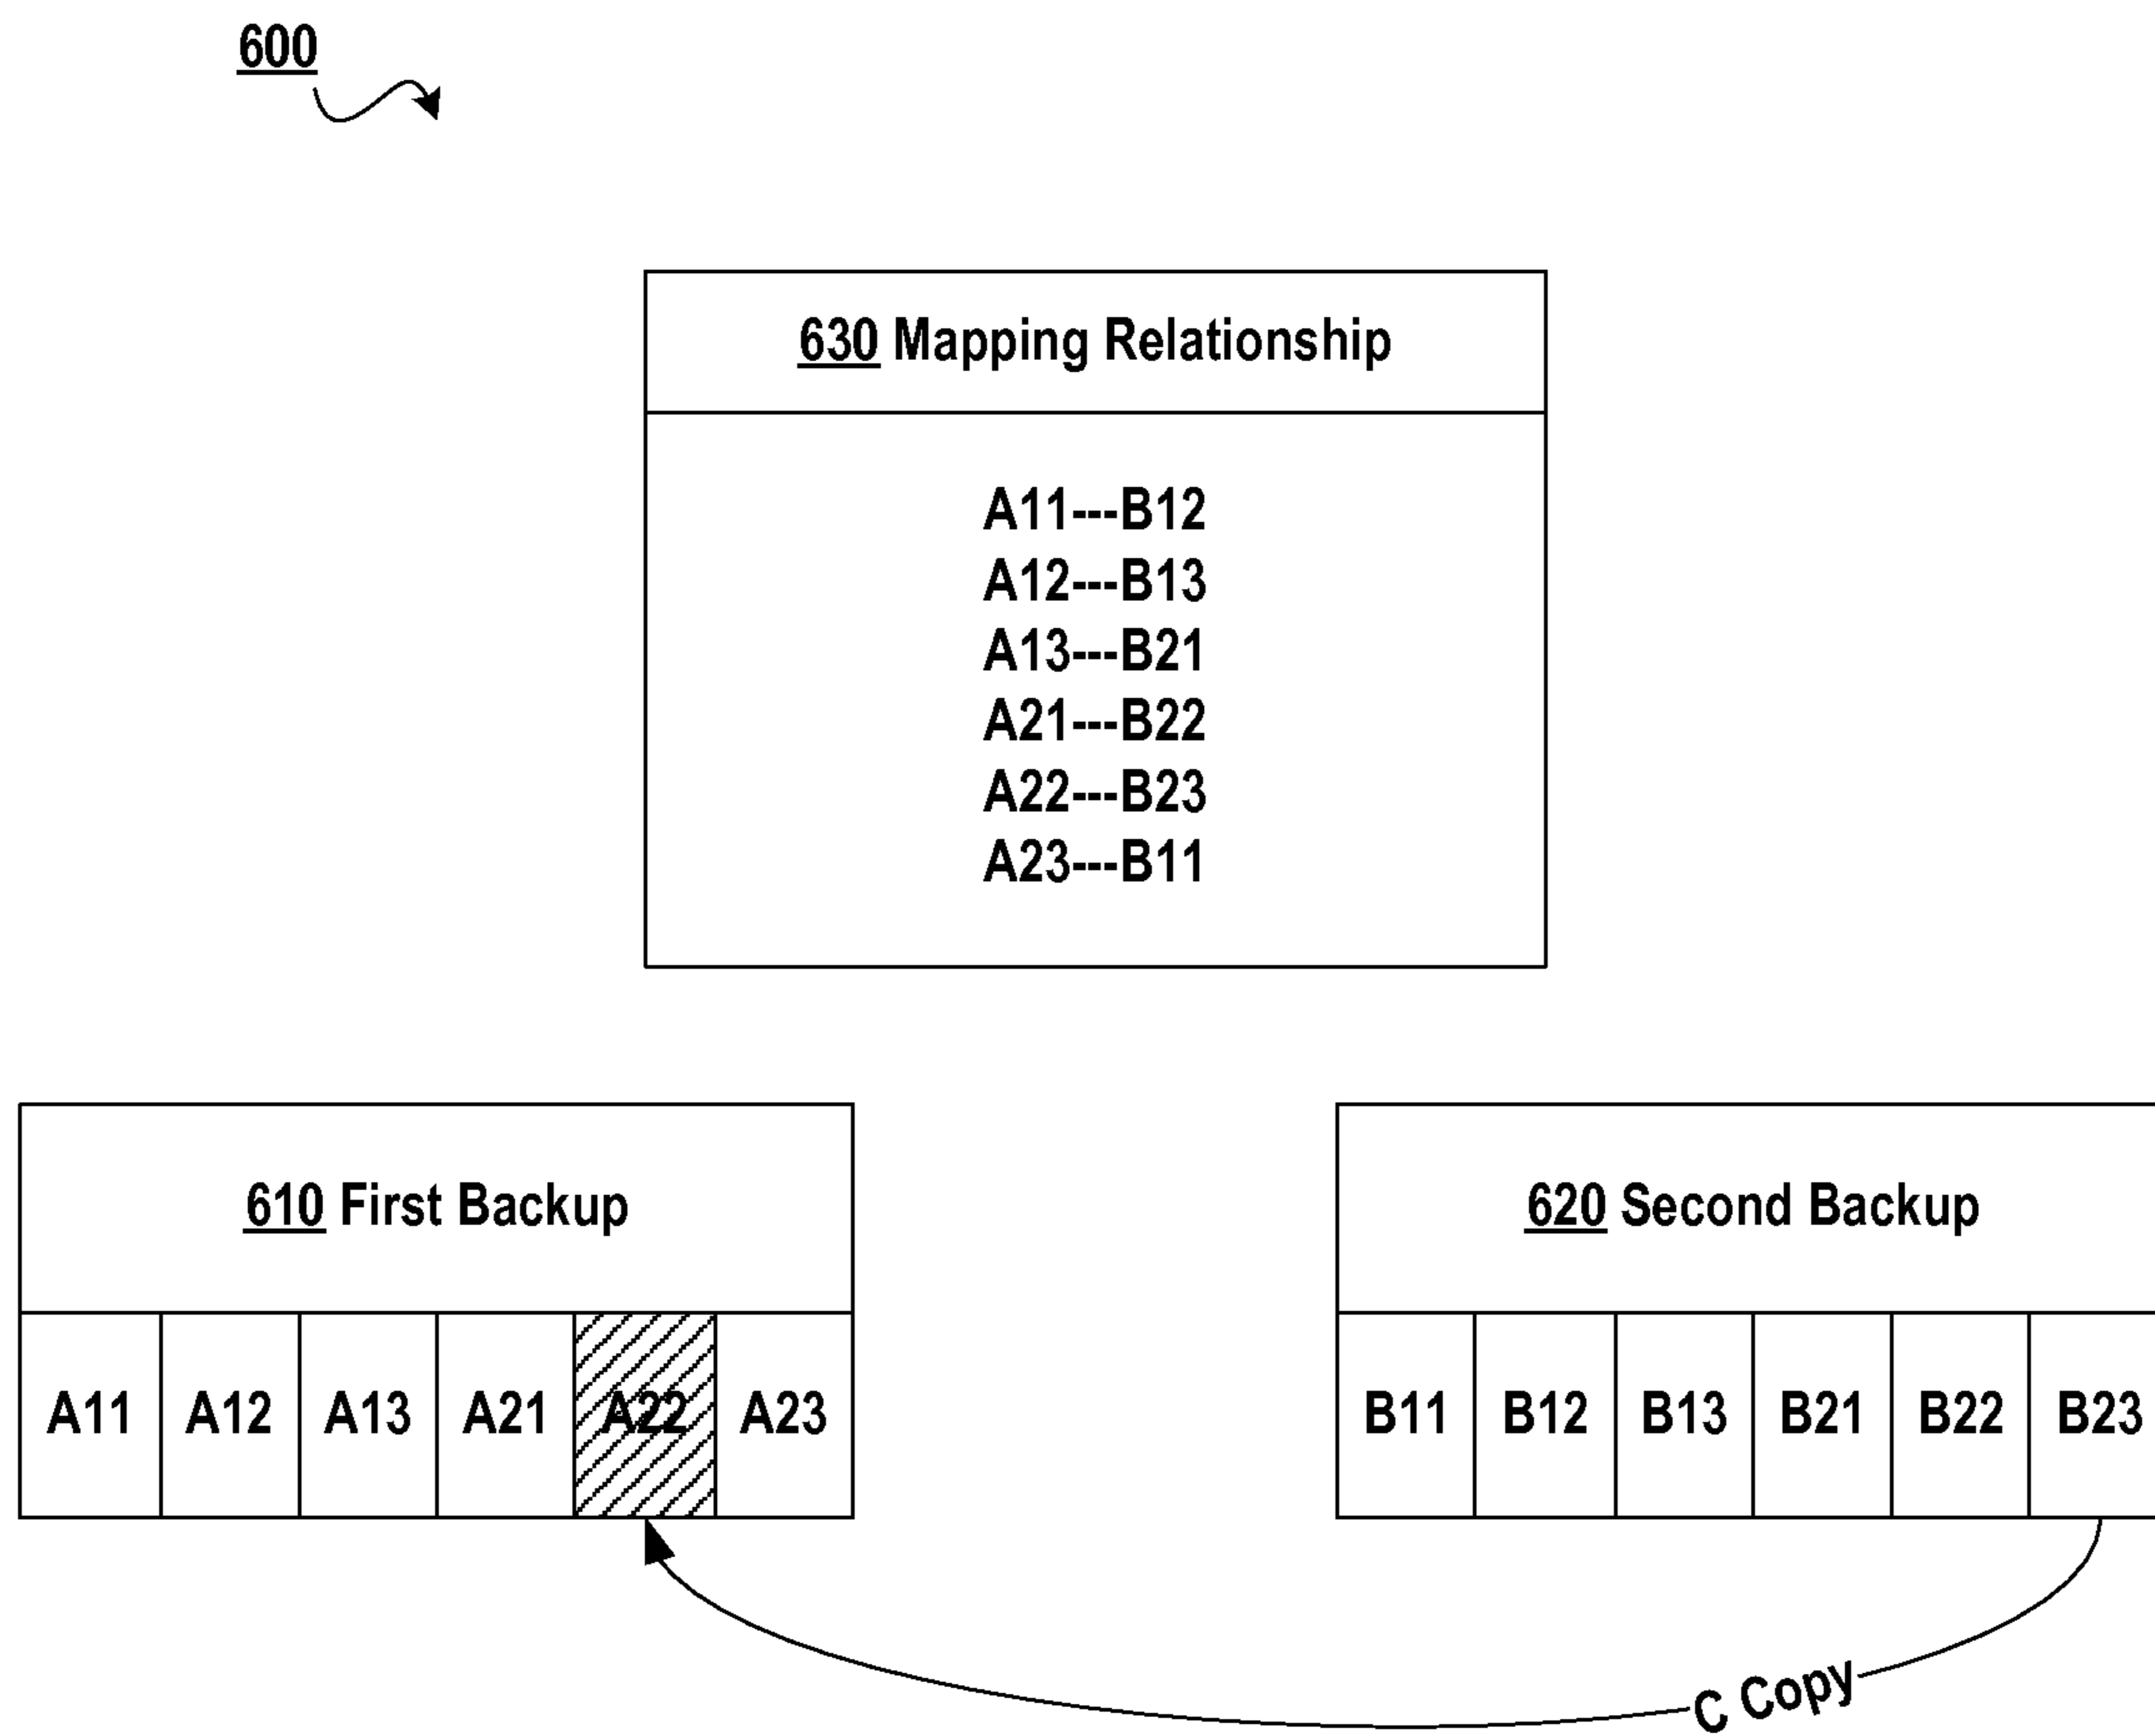 600
630 Mapping Relationship
A11---B12
A12---B13
A13---B21
A21---B22
A22---B23
A23---B11
610 First Backup
A11 A12 A13 A21 A22 A23
620 Second Backup
B11 B12 B13 B21 B22 B23
C Copy